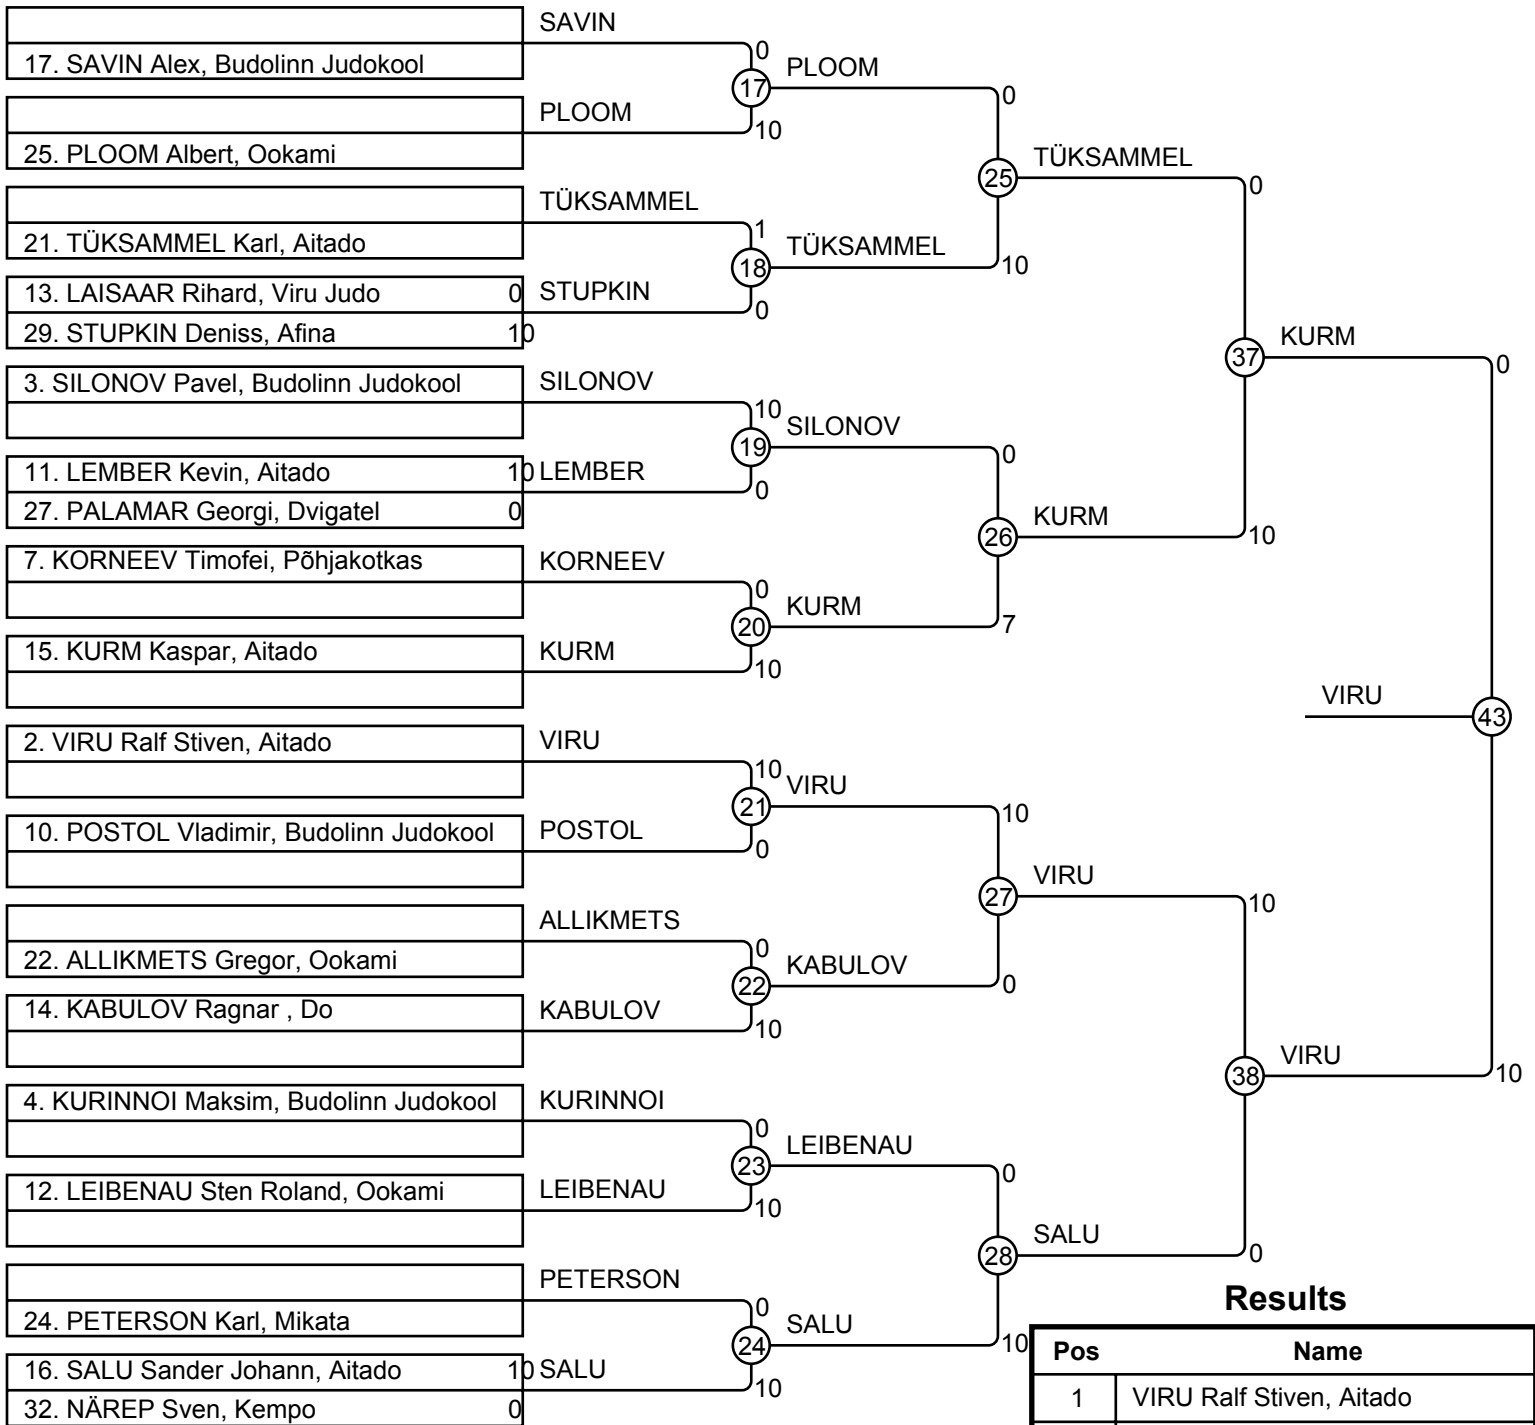 SAVIN
17. SAVIN Alex, Budolinn Judokool
0
17
PLOOM
0
PLOOM
10
25. PLOOM Albert, Ookami
25
TÜKSAMMEL
0
TÜKSAMMEL
21. TÜKSAMMEL Karl, Aitado
1
18
TÜKSAMMEL
10
13. LAISAAR Rihard, Viru Judo 0
STUPKIN
0
29. STUPKIN Deniss, Afina 10
37
KURM
0
3. SILONOV Pavel, Budolinn Judokool
SILONOV
10
19
SILONOV
0
11. LEMBER Kevin, Aitado 10
LEMBER
0
27. PALAMAR Georgi, Dvigatel 0
26
KURM
10
7. KORNEEV Timofei, Põhjakotkas
KORNEEV
0
20
KURM
7
15. KURM Kaspar, Aitado
KURM
10
VIRU
43
2. VIRU Ralf Stiven, Aitado
VIRU
10
21
VIRU
10
10. POSTOL Vladimir, Budolinn Judokool
POSTOL
0
27
VIRU
10
ALLIKMETS
22. ALLIKMETS Gregor, Ookami
0
22
KABULOV
0
14. KABULOV Ragnar , Do
KABULOV
10
38
VIRU
10
4. KURINNOI Maksim, Budolinn Judokool
KURINNOI
0
23
LEIBENAU
0
12. LEIBENAU Sten Roland, Ookami
LEIBENAU
10
28
SALU
0
PETERSON
24. PETERSON Karl, Mikata
0
24
SALU
10
16. SALU Sander Johann, Aitado 10
SALU
10
32. NÄREP Sven, Kempo 0
Results
Pos Name
1 VIRU Ralf Stiven, Aitado